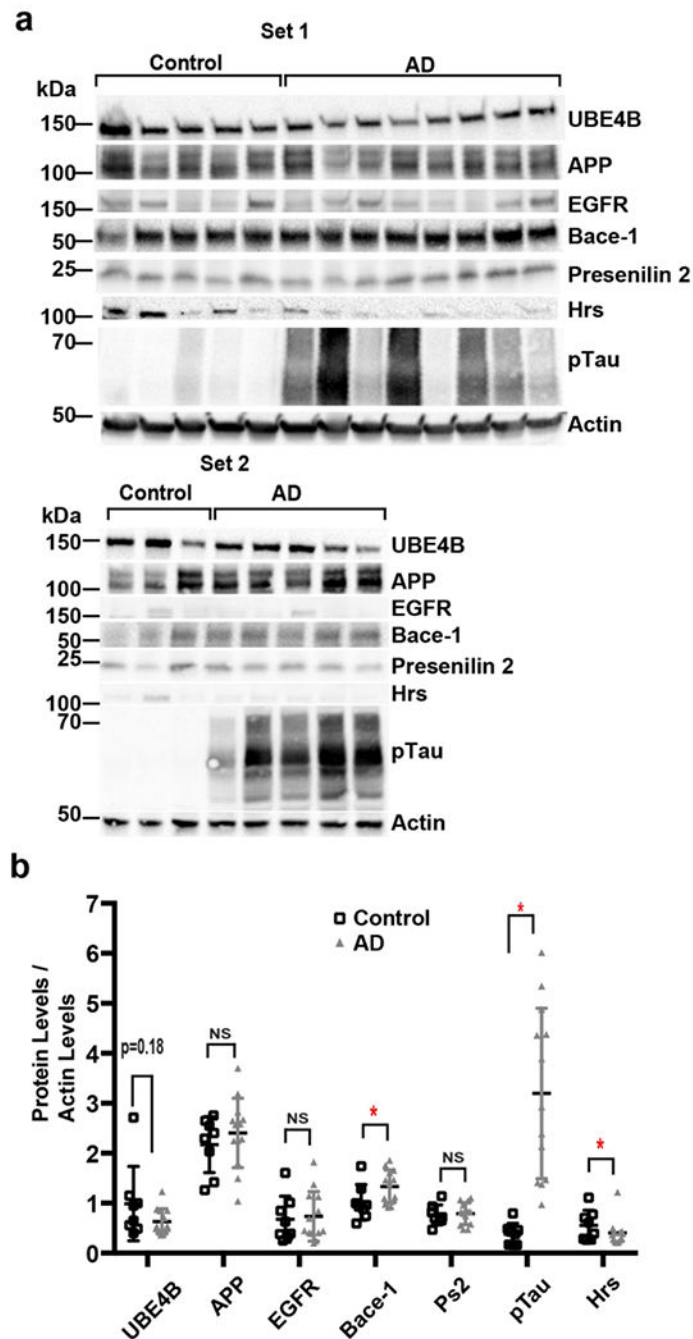 a
Set 1
Control AD
kDa
150 UBE4B
100 APP
150 EGFR
50 Bace-1
25 Presenilin 2
100 Hrs
70 pTau
50 Actin
Set 2
Control AD
kDa
150 UBE4B
100 APP
150 EGFR
50 Bace-1
25 Presenilin 2
100 Hrs
70 pTau
50 Actin
b
Protein Levels /
Actin Levels
7
6
5
4
3
2
1
0
Control
AD
p=0.18
NS
NS
*
NS
*
*
UBE4B APP EGFR Bace-1 Ps2 pTau Hrs